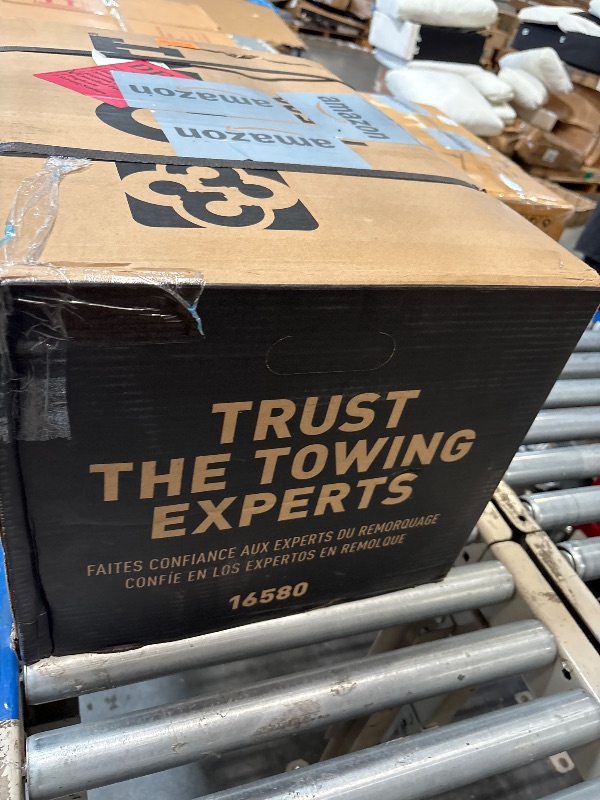 amazon
amazon
amazon
amazon
TRUST
THE TOWING
EXPERTS
FAITES CONFIANCE AUX EXPERTS DU REMORQUAGE
CONFÍE EN LOS EXPERTOS EN REMOLQUE
16580